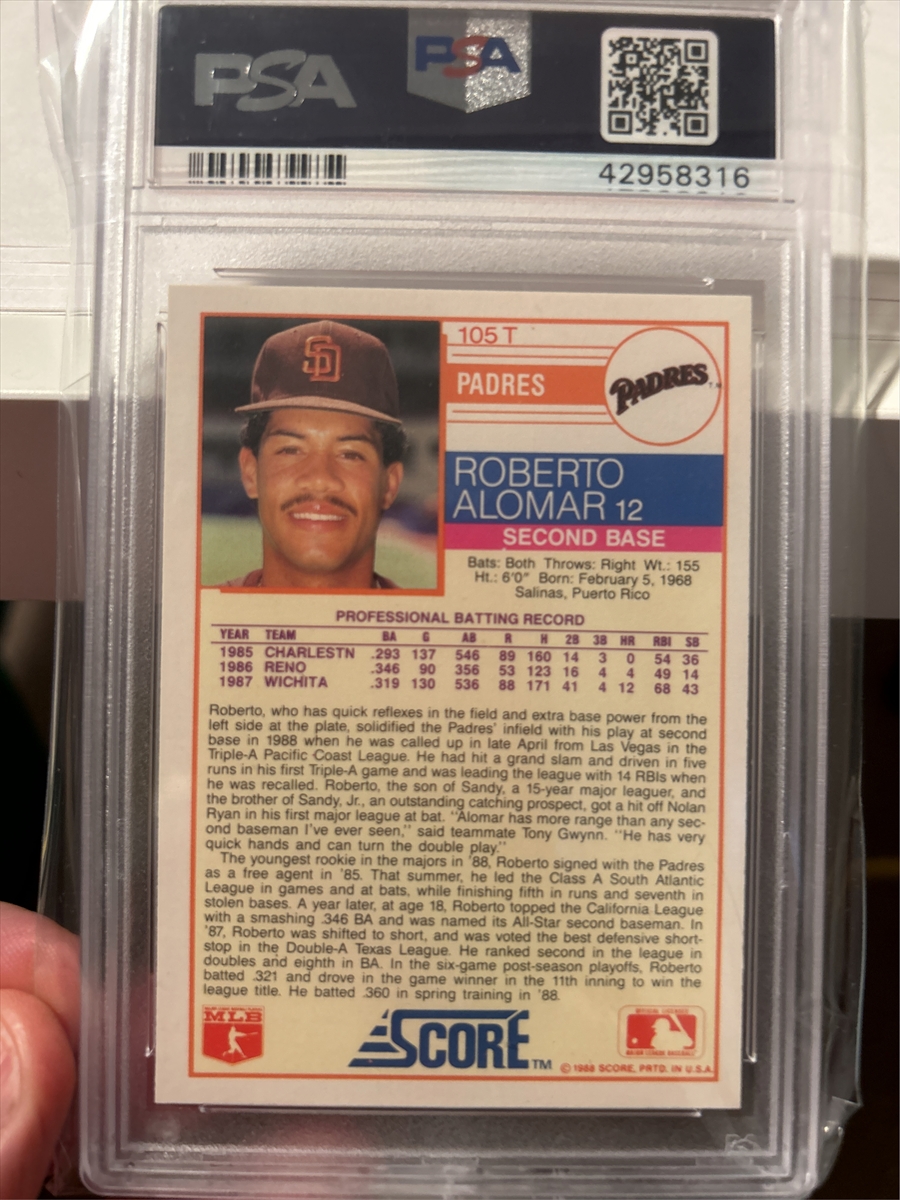 PSA
PSA
42958316
SD
105 T
PADRES
PADRES TM
ROBERTO
ALOMAR 12
SECOND BASE
Bats: Both Throws: Right Wt.: 155
Ht.: 6'0" Born: February 5, 1968
Salinas, Puerto Rico
PROFESSIONAL BATTING RECORD
YEAR TEAM BA G AB R H 2B 3B HR RBI SB
1985 CHARLESTN .293 137 546 89 160 14 3 0 54 36
1986 RENO .346 90 356 53 123 16 4 4 49 14
1987 WICHITA .319 130 536 88 171 41 4 12 68 43
Roberto, who has quick reflexes in the field and extra base power from the
left side at the plate, solidified the Padres' infield with his play at second
base in 1988 when he was called up in late April from Las Vegas in the
Triple-A Pacific Coast League. He had hit a grand slam and driven in five
runs in his first Triple-A game and was leading the league with 14 RBIs when
he was recalled. Roberto, the son of Sandy, a 15-year major leaguer, and
the brother of Sandy, Jr., an outstanding catching prospect, got a hit off Nolan
Ryan in his first major league at bat. "Alomar has more range than any sec-
ond baseman I've ever seen," said teammate Tony Gwynn. "He has very
quick hands and can turn the double play."
The youngest rookie in the majors in '88, Roberto signed with the Padres
as a free agent in '85. That summer, he led the Class A South Atlantic
League in games and at bats, while finishing fifth in runs and seventh in
stolen bases. A year later, at age 18, Roberto topped the California League
with a smashing .346 BA and was named its All-Star second baseman. In
'87, Roberto was shifted to short, and was voted the best defensive short-
stop in the Double-A Texas League. He ranked second in the league in
doubles and eighth in BA. In the six-game post-season playoffs, Roberto
batted .321 and drove in the game winner in the 11th inning to win the
league title. He batted .360 in spring training in '88.
MLB
SCORE TM
OFFICIAL LICENSEE
MAJOR LEAGUE BASEBALL
© 1988 SCORE, PRTD. IN U.S.A.